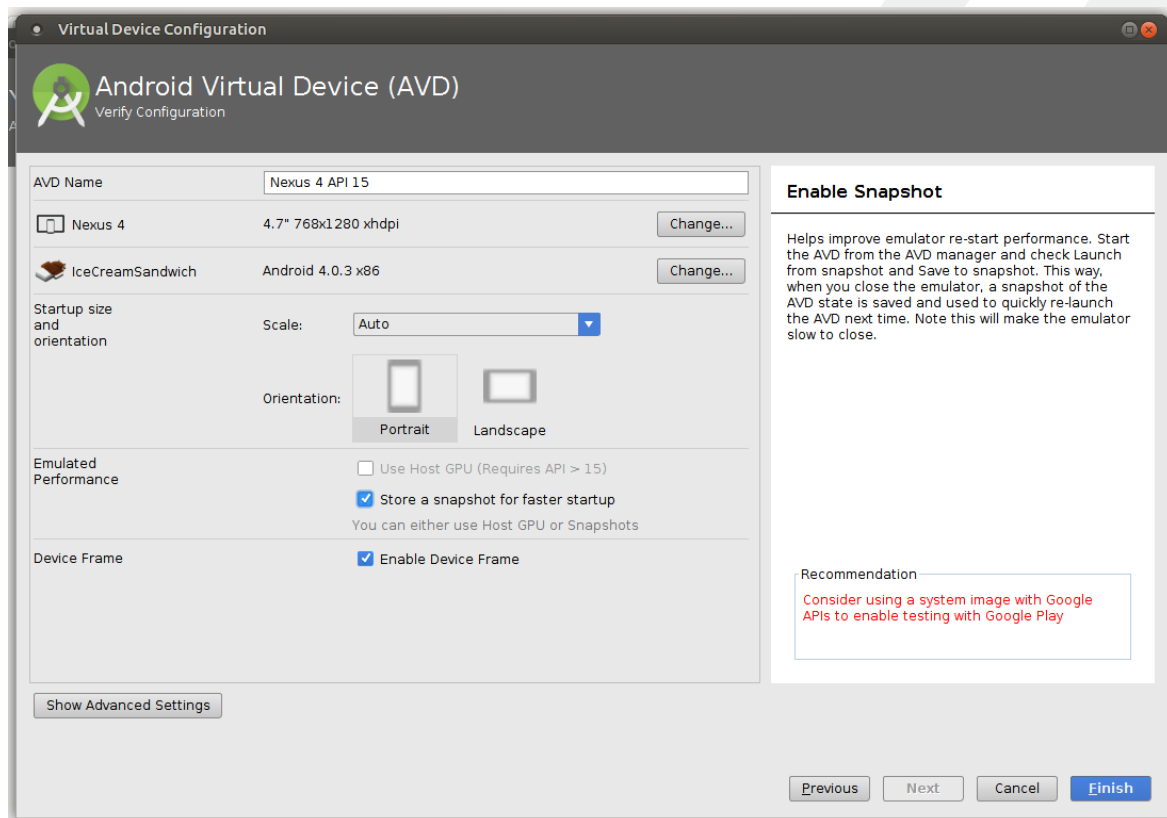 Virtual Device Configuration
Android Virtual Device (AVD)
Verify Configuration
AVD Name
Nexus 4 API 15
Nexus 4
4.7" 768x1280 xhdpi
Change...
IceCreamSandwich
Android 4.0.3 x86
Change...
Startup size
and
orientation
Scale:
Auto
Orientation:
Portrait
Landscape
Emulated
Performance
Use Host GPU (Requires API > 15)
Store a snapshot for faster startup
You can either use Host GPU or Snapshots
Device Frame
Enable Device Frame
Enable Snapshot
Helps improve emulator re-start performance. Start
the AVD from the AVD manager and check Launch
from snapshot and Save to snapshot. This way,
when you close the emulator, a snapshot of the
AVD state is saved and used to quickly re-launch
the AVD next time. Note this will make the emulator
slow to close.
Recommendation
Consider using a system image with Google
APIs to enable testing with Google Play
Show Advanced Settings
Previous
Next
Cancel
Finish